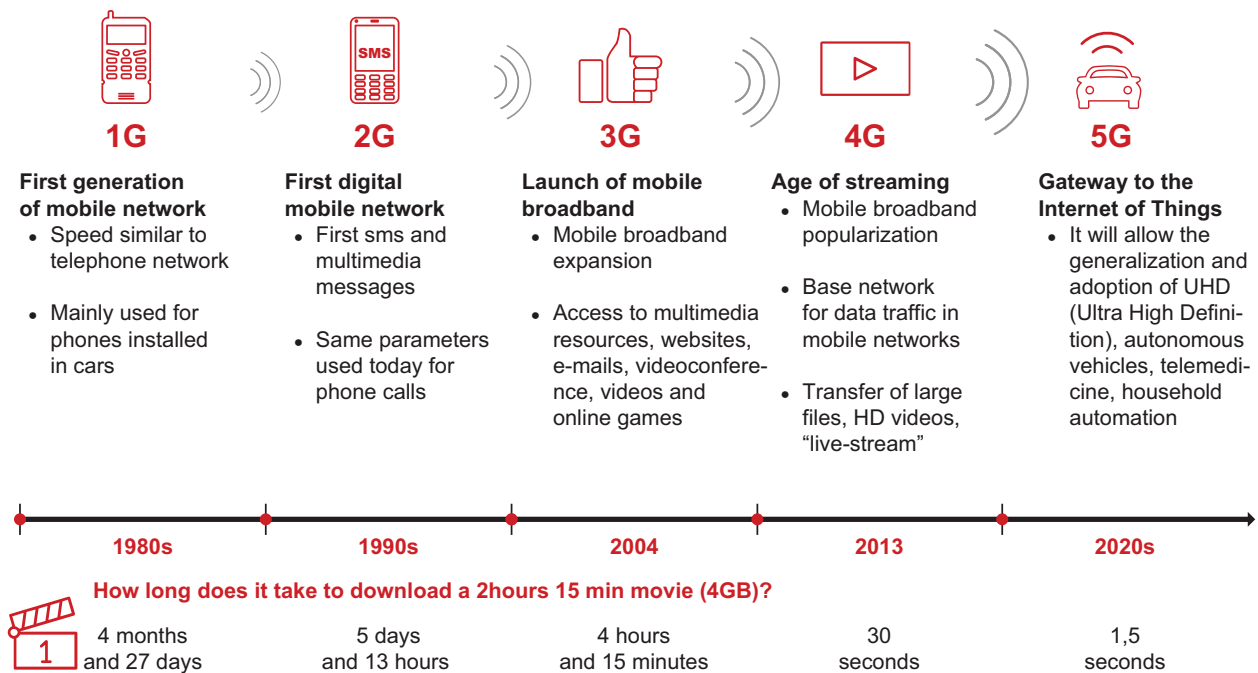 SMS
1G
2G
3G
4G
5G
First generation
of mobile network
• Speed similar to
telephone network
• Mainly used for
phones installed
in cars
First digital
mobile network
• First sms and
multimedia
messages
• Same parameters
used today for
phone calls
Launch of mobile
broadband
• Mobile broadband
expansion
• Access to multimedia
resources, websites,
e-mails, videoconfere-
nce, videos and
online games
Age of streaming
• Mobile broadband
popularization
• Base network
for data traffic in
mobile networks
• Transfer of large
files, HD videos,
“live-stream”
Gateway to the
Internet of Things
• It will allow the
generalization and
adoption of UHD
(Ultra High Defini-
tion), autonomous
vehicles, telemedi-
cine, household
automation
1980s
1990s
2004
2013
2020s
How long does it take to download a 2hours 15 min movie (4GB)?
1
4 months
and 27 days
5 days
and 13 hours
4 hours
and 15 minutes
30
seconds
1,5
seconds